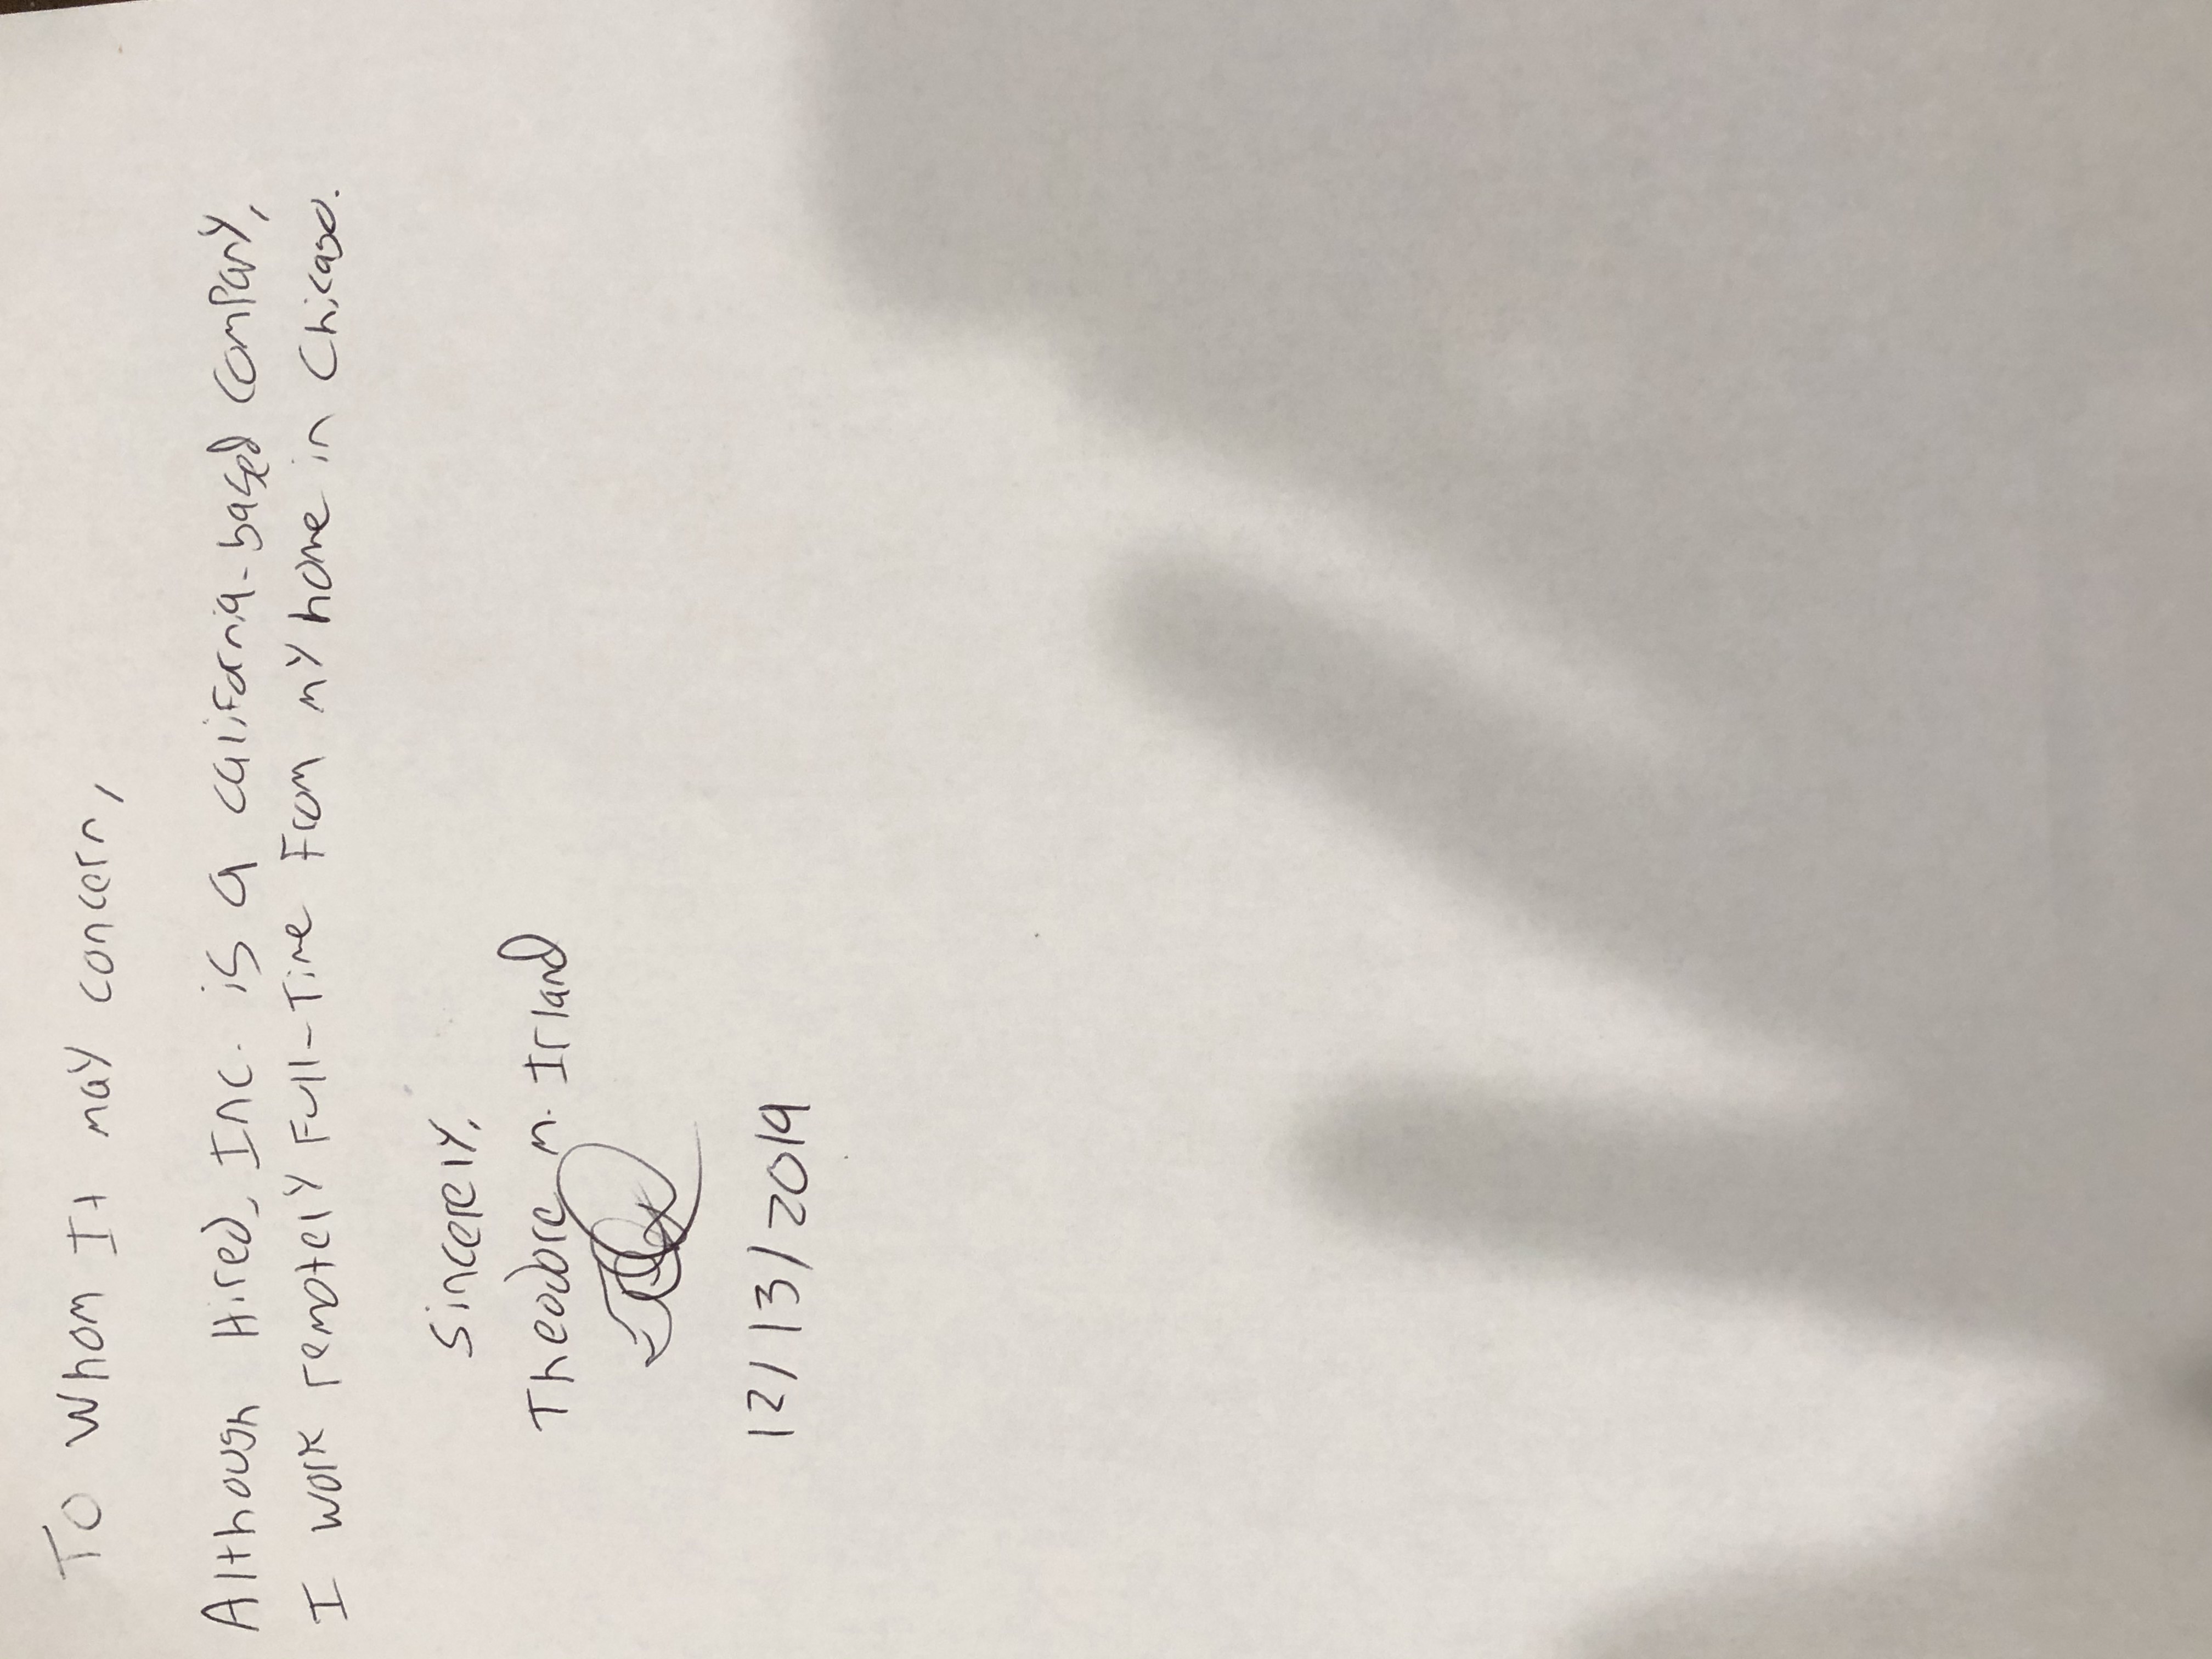 To Whom It may concern,
Although Hired, Inc. is a California-based company,
I work remotely Full-Time From my home in Chicago.
Sincerely,
Theodore M. Irland
12/13/2019